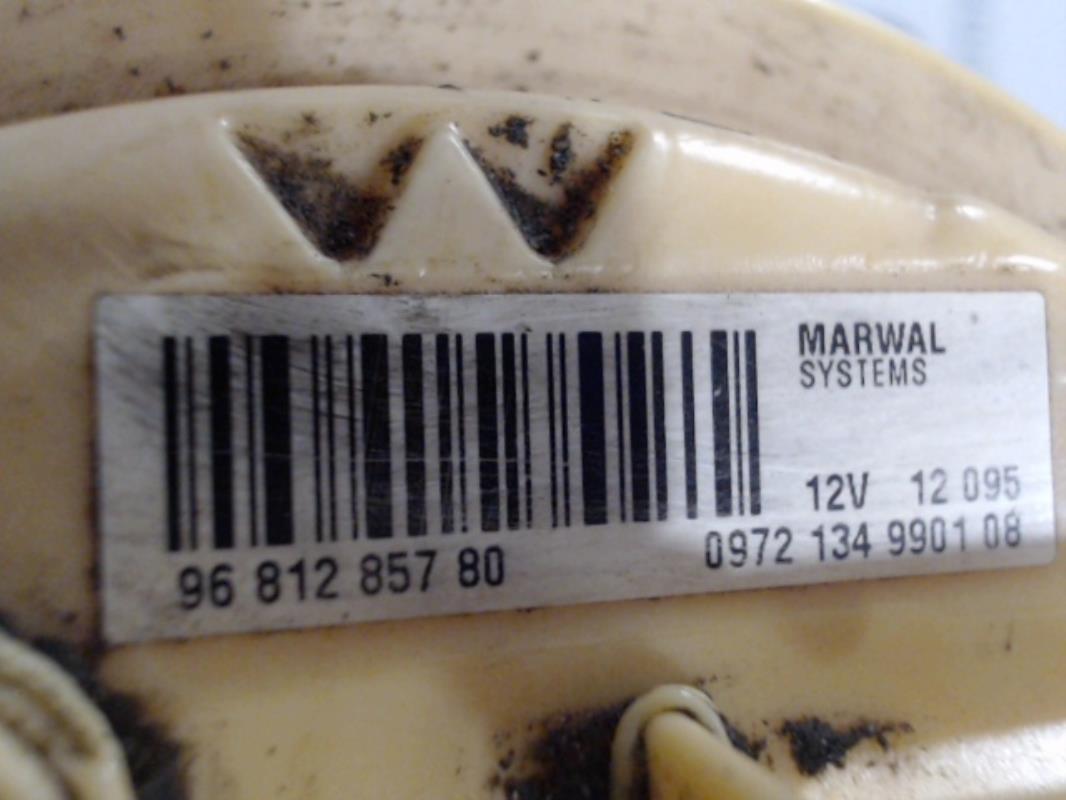 MARWAL
SYSTEMS
12V 12 095
96 812 857 80
0972 134 9901 08